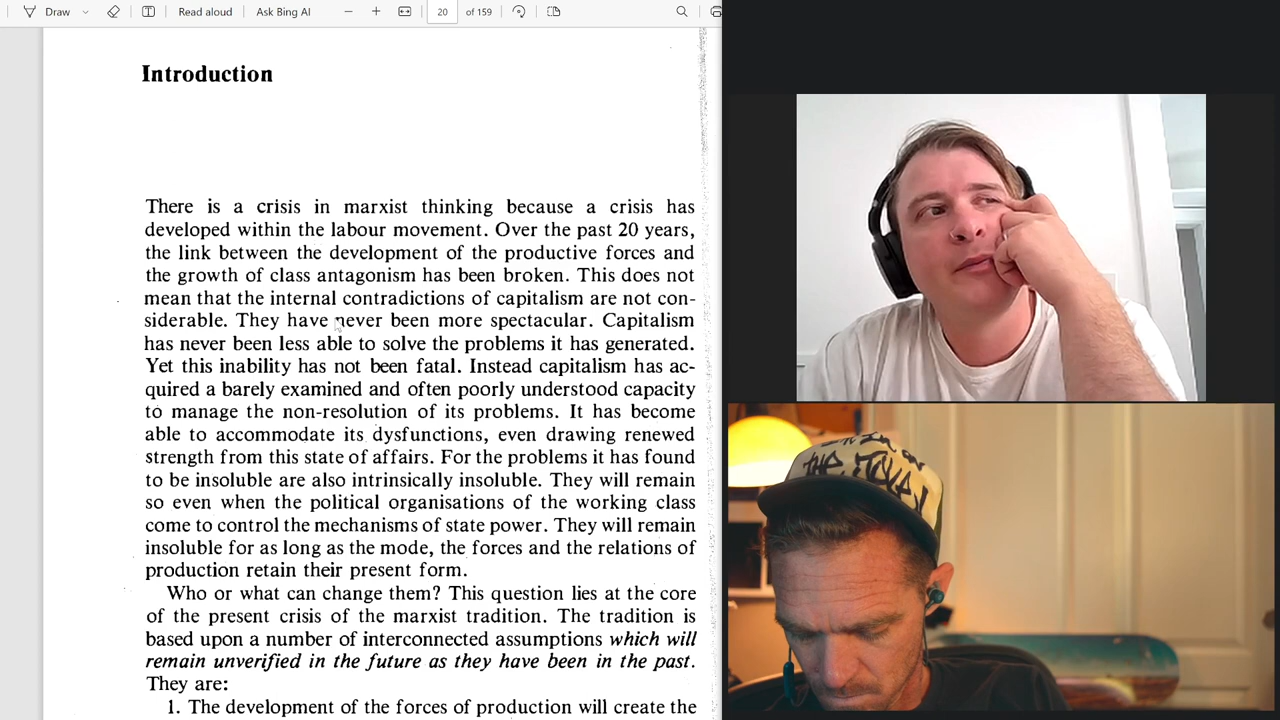 Draw
Read aloud
Ask Bing AI
20 of 159
Introduction
There is a crisis in marxist thinking because a crisis has
developed within the labour movement. Over the past 20 years,
the link between the development of the productive forces and
the growth of class antagonism has been broken. This does not
mean that the internal contradictions of capitalism are not con-
siderable. They have never been more spectacular. Capitalism
has never been less able to solve the problems it has generated.
Yet this inability has not been fatal. Instead capitalism has ac-
quired a barely examined and often poorly understood capacity
to manage the non-resolution of its problems. It has become
able to accommodate its dysfunctions, even drawing renewed
strength from this state of affairs. For the problems it has found
to be insoluble are also intrinsically insoluble. They will remain
so even when the political organisations of the working class
come to control the mechanisms of state power. They will remain
insoluble for as long as the mode, the forces and the relations of
production retain their present form.
Who or what can change them? This question lies at the core
of the present crisis of the marxist tradition. The tradition is
based upon a number of interconnected assumptions which will
remain unverified in the future as they have been in the past.
They are:
1. The development of the forces of production will create the
THE